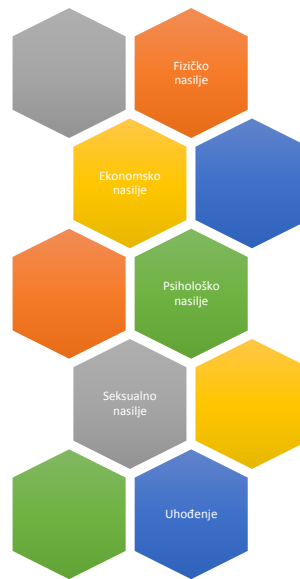 Fizičko
nasilje
Ekonomsko
nasilje
Psihološko
nasilje
Seksualno
nasilje
Uhođenje